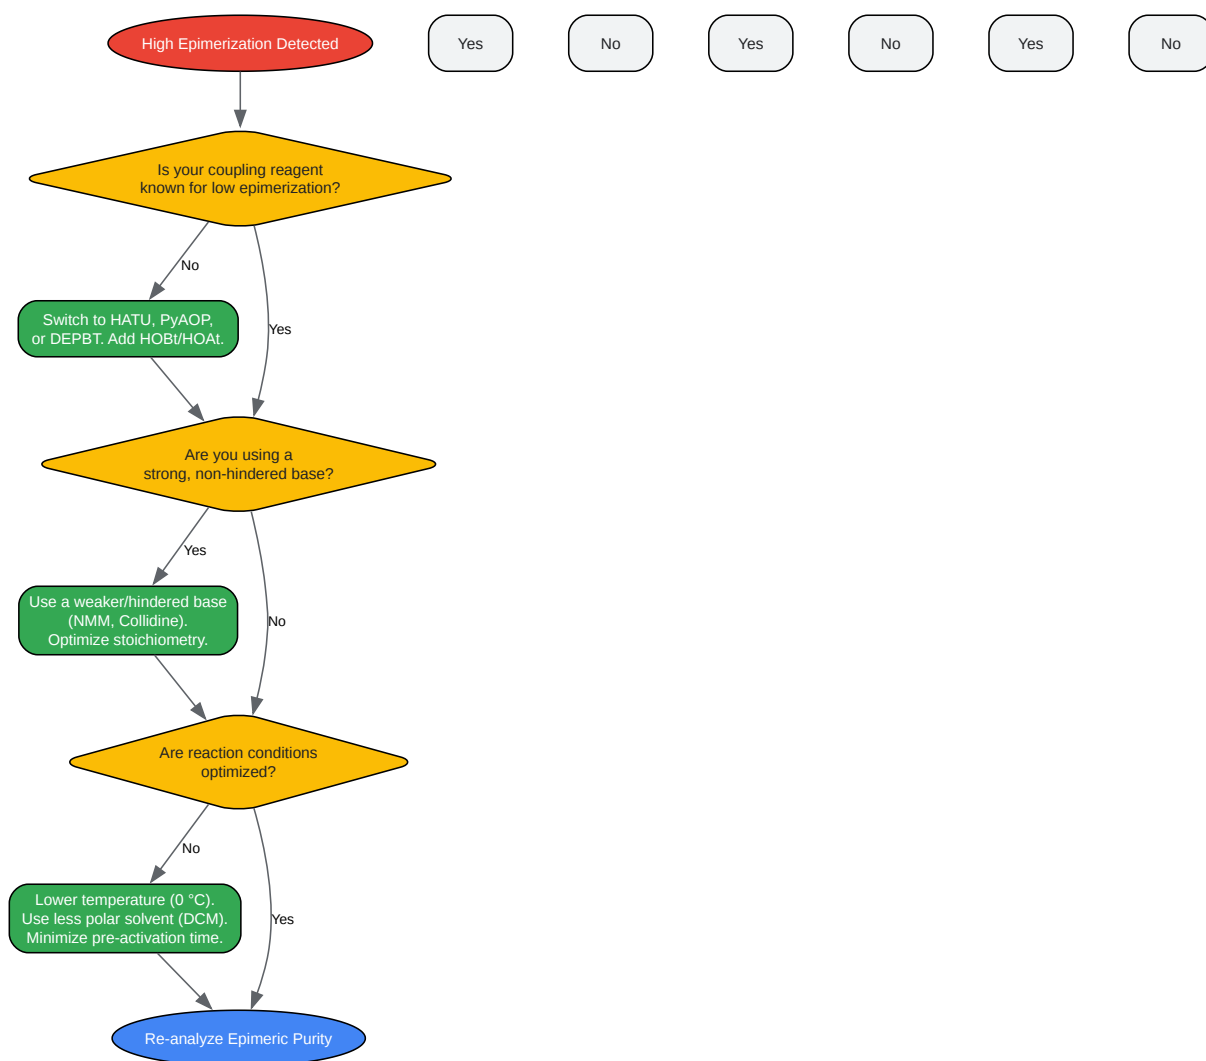 High Epimerization Detected
Yes
No
Yes
No
Yes
No
Is your coupling reagent
known for low epimerization?
No
Switch to HATU, PyAOP,
or DEPBT. Add HOBt/HOAt.
Yes
Are you using a
strong, non-hindered base?
Yes
Use a weaker/hindered base
(NMM, Collidine).
Optimize stoichiometry.
No
Are reaction conditions
optimized?
No
Lower temperature (0 °C).
Use less polar solvent (DCM).
Minimize pre-activation time.
Yes
Re-analyze Epimeric Purity